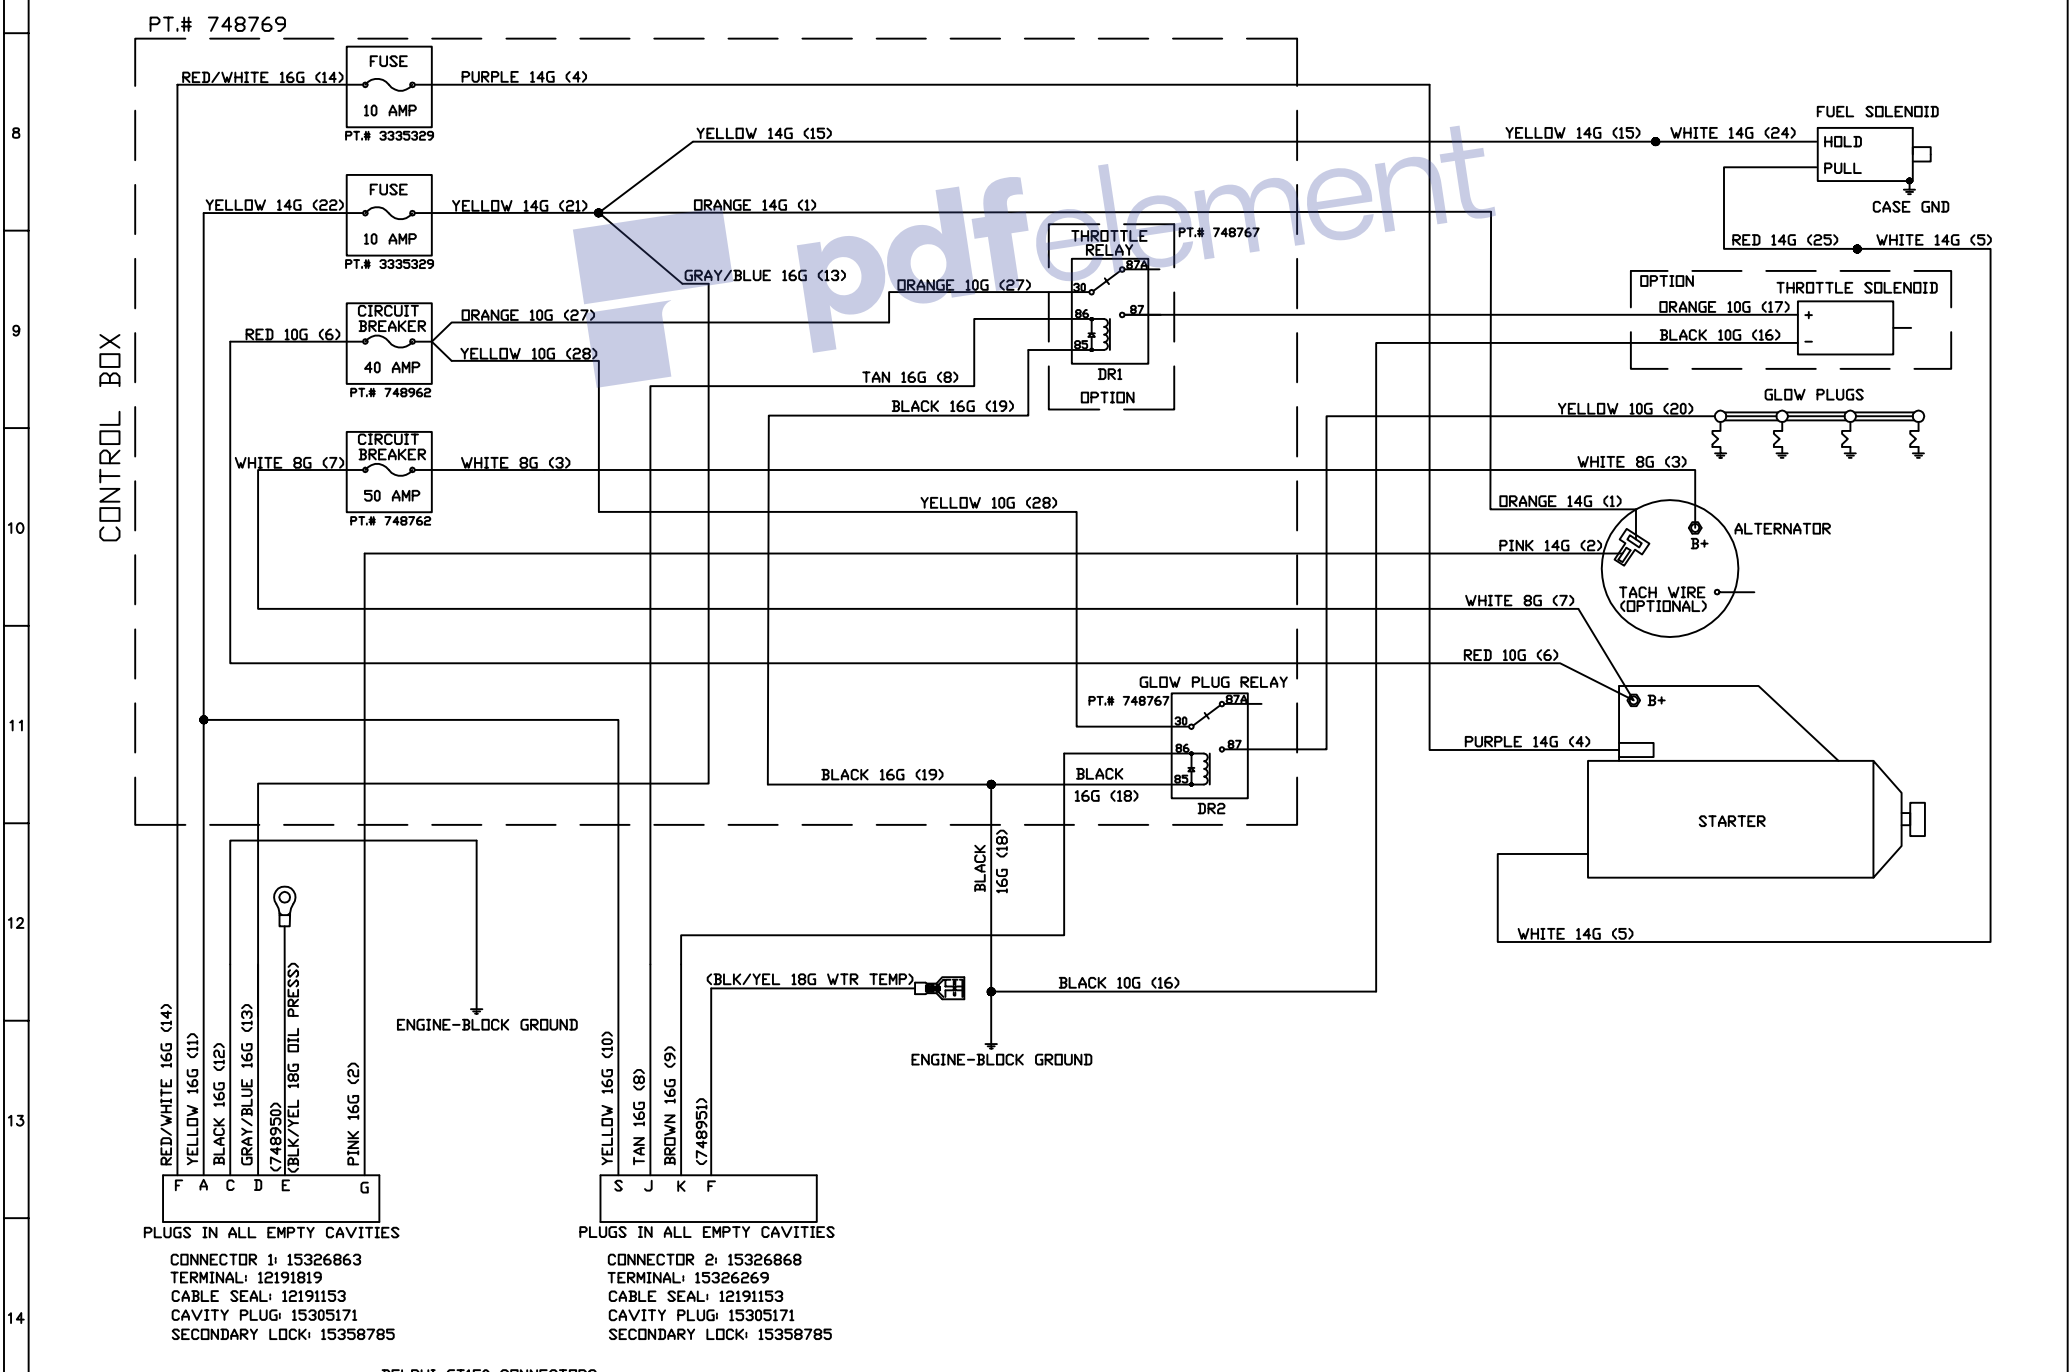 PT.# 748769
FUSE
RED/WHITE 16G (14)
PURPLE 14G (4)
10 AMP
PT.# 3335329
FUEL SOLENOID
8
YELLOW 14G (15)
YELLOW 14G (15)
WHITE 14G (24)
HOLD
PULL
CASE GND
FUSE
YELLOW 14G (22)
YELLOW 14G (21)
ORANGE 14G (1)
10 AMP
PT.# 3335329
pdfelement
THROTTLE
RELAY
PT.# 748767
RED 14G (25)
WHITE 14G (5)
GRAY/BLUE 16G (13)
87A
ORANGE 10G (27)
30
OPTION
THROTTLE SOLENOID
9
CONTROL BOX
CIRCUIT
BREAKER
RED 10G (6)
ORANGE 10G (27)
YELLOW 10G (28)
40 AMP
PT.# 748962
86
87
85
ORANGE 10G (17)
+
BLACK 10G (16)
-
TAN 16G (8)
DR1
BLACK 16G (19)
OPTION
GLOW PLUGS
YELLOW 10G (20)
CIRCUIT
BREAKER
WHITE 8G (7)
WHITE 8G (3)
WHITE 8G (3)
50 AMP
PT.# 748762
YELLOW 10G (28)
ORANGE 14G (1)
10
ALTERNATOR
B+
PINK 14G (2)
TACH WIRE
(OPTIONAL)
WHITE 8G (7)
RED 10G (6)
GLOW PLUG RELAY
PT.# 748767
87A
B+
11
30
86
87
85
PURPLE 14G (4)
BLACK 16G (19)
BLACK
16G (18)
DR2
STARTER
BLACK
16G (18)
12
WHITE 14G (5)
(BLK/YEL 18G WTR TEMP)
BLACK 10G (16)
ENGINE-BLOCK GROUND
ENGINE-BLOCK GROUND
13
RED/WHITE 16G (14)
YELLOW 16G (11)
BLACK 16G (12)
GRAY/BLUE 16G (13)
(748950)
(BLK/YEL 18G OIL PRESS)
PINK 16G (2)
YELLOW 16G (10)
TAN 16G (8)
BROWN 16G (9)
(748951)
F A C D E G
S J K F
PLUGS IN ALL EMPTY CAVITIES
PLUGS IN ALL EMPTY CAVITIES
14
CONNECTOR 1: 15326863
TERMINAL: 12191819
CABLE SEAL: 12191153
CAVITY PLUG: 15305171
SECONDARY LOCK: 15358785
CONNECTOR 2: 15326868
TERMINAL: 15326269
CABLE SEAL: 12191153
CAVITY PLUG: 15305171
SECONDARY LOCK: 15358785